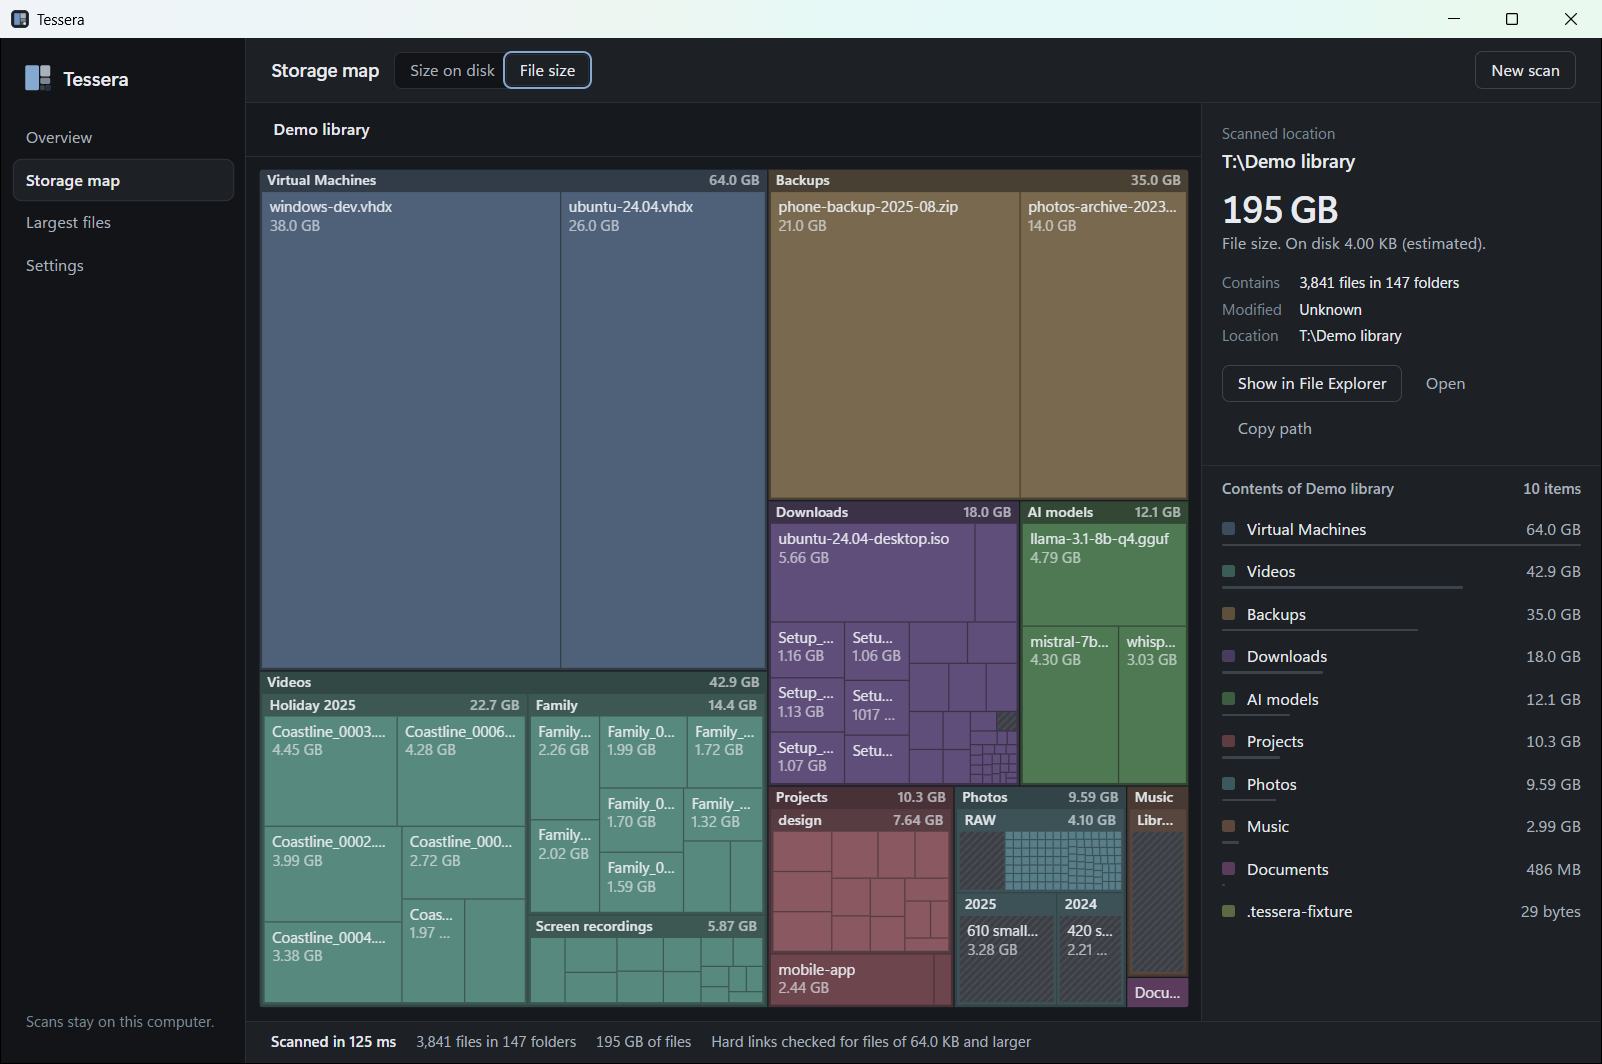 Tessera
Tessera
Overview
Storage map
Largest files
Settings
Scans stay on this computer.
Storage map
Size on disk
File size
New scan
Demo library
Virtual Machines 64.0 GB
windows-dev.vhdx
38.0 GB
ubuntu-24.04.vhdx
26.0 GB
Backups 35.0 GB
phone-backup-2025-08.zip
21.0 GB
photos-archive-2023...
14.0 GB
Downloads 18.0 GB
ubuntu-24.04-desktop.iso
5.66 GB
Setup_...
1.16 GB
Setu...
1.06 GB
Setup_...
1.13 GB
Setu...
1017 ...
Setup_...
1.07 GB
Setu...
AI models 12.1 GB
llama-3.1-8b-q4.gguf
4.79 GB
mistral-7b...
4.30 GB
whisp...
3.03 GB
Videos 42.9 GB
Holiday 2025 22.7 GB
Coastline_0003....
4.45 GB
Coastline_0006...
4.28 GB
Coastline_0002....
3.99 GB
Coastline_000...
2.72 GB
Coas...
1.97 ...
Coastline_0004....
3.38 GB
Family 14.4 GB
Family...
2.26 GB
Family_0...
1.99 GB
Family_...
1.72 GB
Family_0...
1.70 GB
Family_...
1.32 GB
Family...
2.02 GB
Family_0...
1.59 GB
Screen recordings 5.87 GB
Projects 10.3 GB
design 7.64 GB
mobile-app
2.44 GB
Photos 9.59 GB
RAW 4.10 GB
2025
610 small...
3.28 GB
2024
420 s...
2.21 ...
Music
Libr...
Docu...
Scanned location
T:\Demo library
195 GB
File size. On disk 4.00 KB (estimated).
Contains 3,841 files in 147 folders
Modified Unknown
Location T:\Demo library
Show in File Explorer
Open
Copy path
Contents of Demo library 10 items
Virtual Machines 64.0 GB
Videos 42.9 GB
Backups 35.0 GB
Downloads 18.0 GB
AI models 12.1 GB
Projects 10.3 GB
Photos 9.59 GB
Music 2.99 GB
Documents 486 MB
.tessera-fixture 29 bytes
Scanned in 125 ms 3,841 files in 147 folders 195 GB of files Hard links checked for files of 64.0 KB and larger